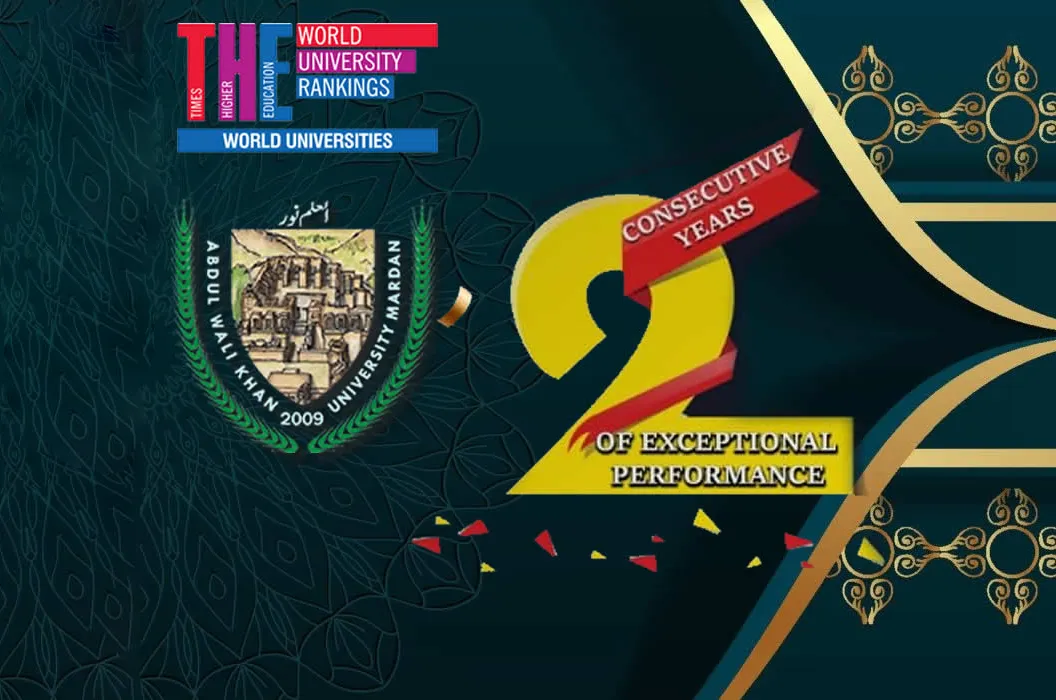 TIMES HIGHER EDUCATION
THE
WORLD
UNIVERSITY
RANKINGS
WORLD UNIVERSITIES
العلم نور
ABDUL WALI KHAN UNIVERSITY MARDAN
2009
CONSECUTIVE
YEARS
2
OF EXCEPTIONAL
PERFORMANCE